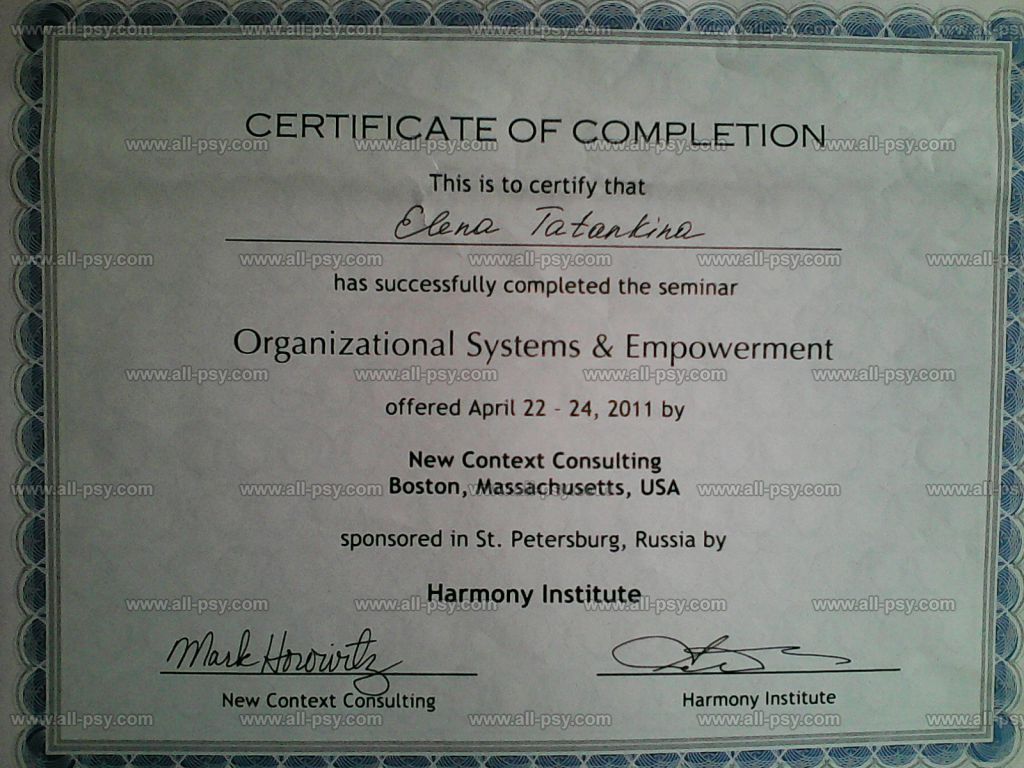 CERTIFICATE OF COMPLETION
This is to certify that
Elena Tatankina
has successfully completed the seminar
Organizational Systems & Empowerment
offered April 22 - 24, 2011 by
New Context Consulting
Boston, Massachusetts, USA
sponsored in St. Petersburg, Russia by
Harmony Institute
Mark Horowitz
New Context Consulting
Harmony Institute
www.all-psy.com